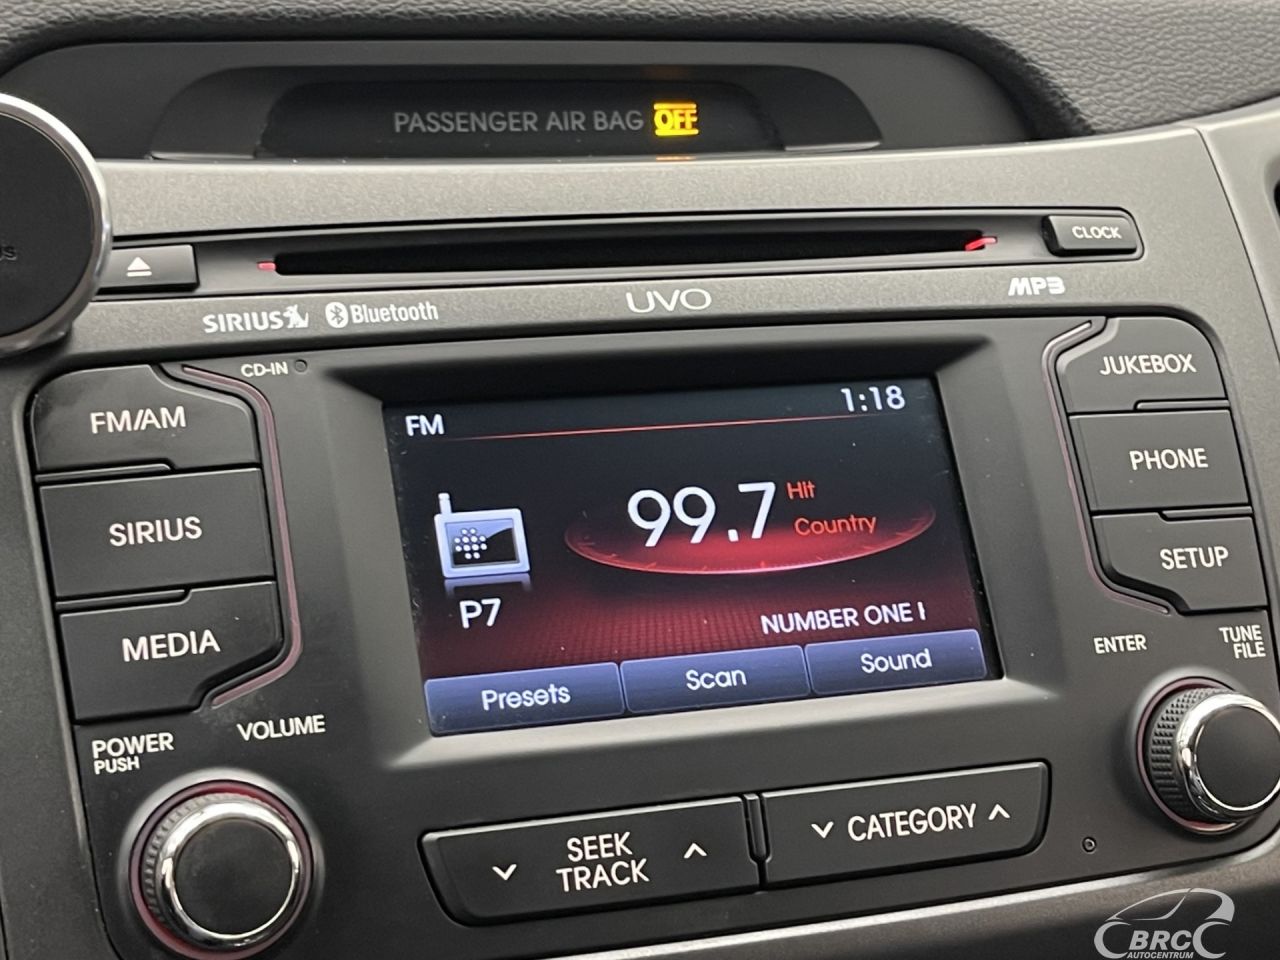 PASSENGER AIR BAG OFF
CLOCK
SIRIUS Bluetooth
UVO
MP3
CD-IN
FM/AM
SIRIUS
MEDIA
FM
1:18
99.7
Hit
Country
P7
NUMBER ONE I
Presets
Scan
Sound
JUKEBOX
PHONE
SETUP
ENTER
TUNE
FILE
POWER
PUSH
VOLUME
SEEK
TRACK
CATEGORY
BRC
AUTOCENTRUM